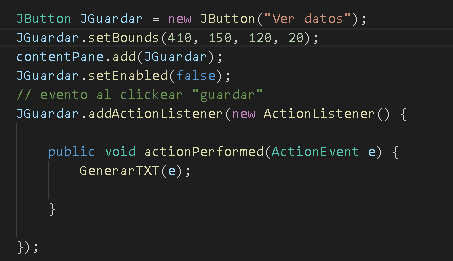 JButton JGuardar = new JButton("Ver datos");
JGuardar.setBounds(410, 150, 120, 20);
contentPane.add(JGuardar);
JGuardar.setEnabled(false);
// evento al clickear "guardar"
JGuardar.addActionListener(new ActionListener() {
public void actionPerformed(ActionEvent e) {
GenerarTXT(e);
}
});